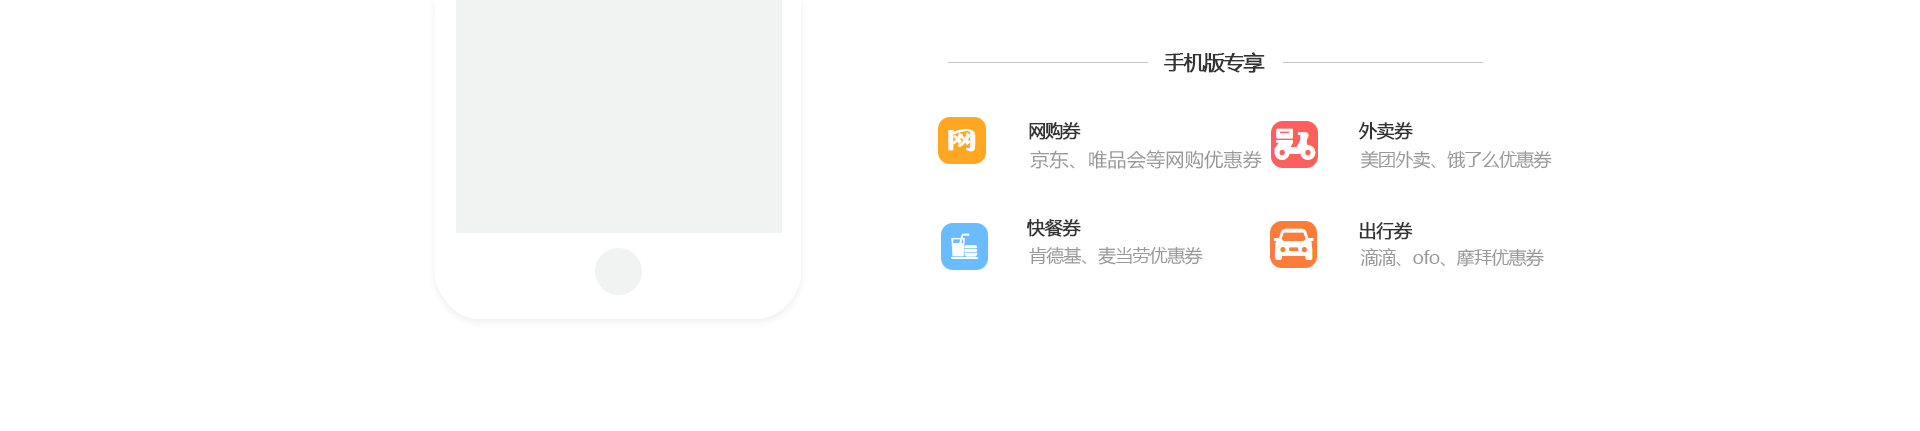 手机版专享
网
网购券
京东、唯品会等网购优惠券
外卖券
美团外卖、饿了么优惠券
快餐券
肯德基、麦当劳优惠券
出行券
滴滴、ofo、摩拜优惠券